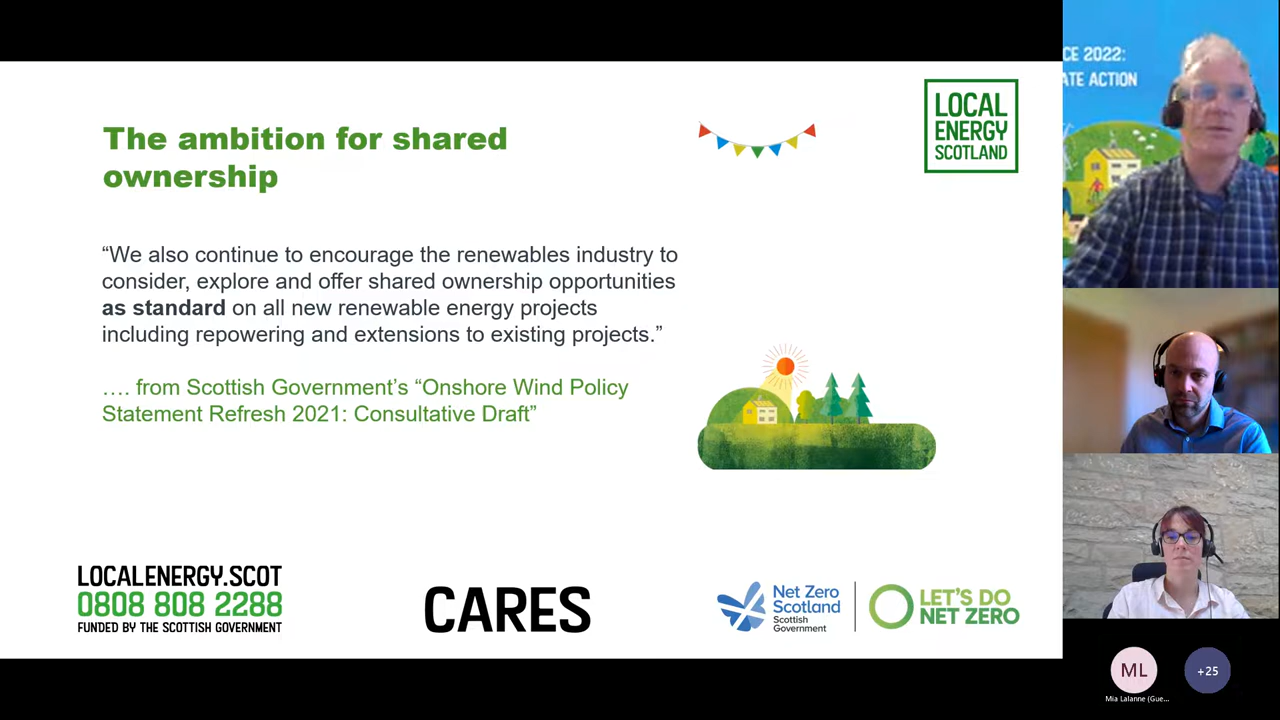 The ambition for shared
ownership
LOCAL
ENERGY
SCOTLAND
“We also continue to encourage the renewables industry to
consider, explore and offer shared ownership opportunities
as standard on all new renewable energy projects
including repowering and extensions to existing projects.”
…. from Scottish Government’s “Onshore Wind Policy
Statement Refresh 2021: Consultative Draft”
LOCALENERGY.SCOT
0808 808 2288
FUNDED BY THE SCOTTISH GOVERNMENT
CARES
Net Zero
Scotland
Scottish
Government
LET'S DO
NET ZERO
CE 2022:
ATE ACTION
ML
+25
Mia Lalanne (Gue...